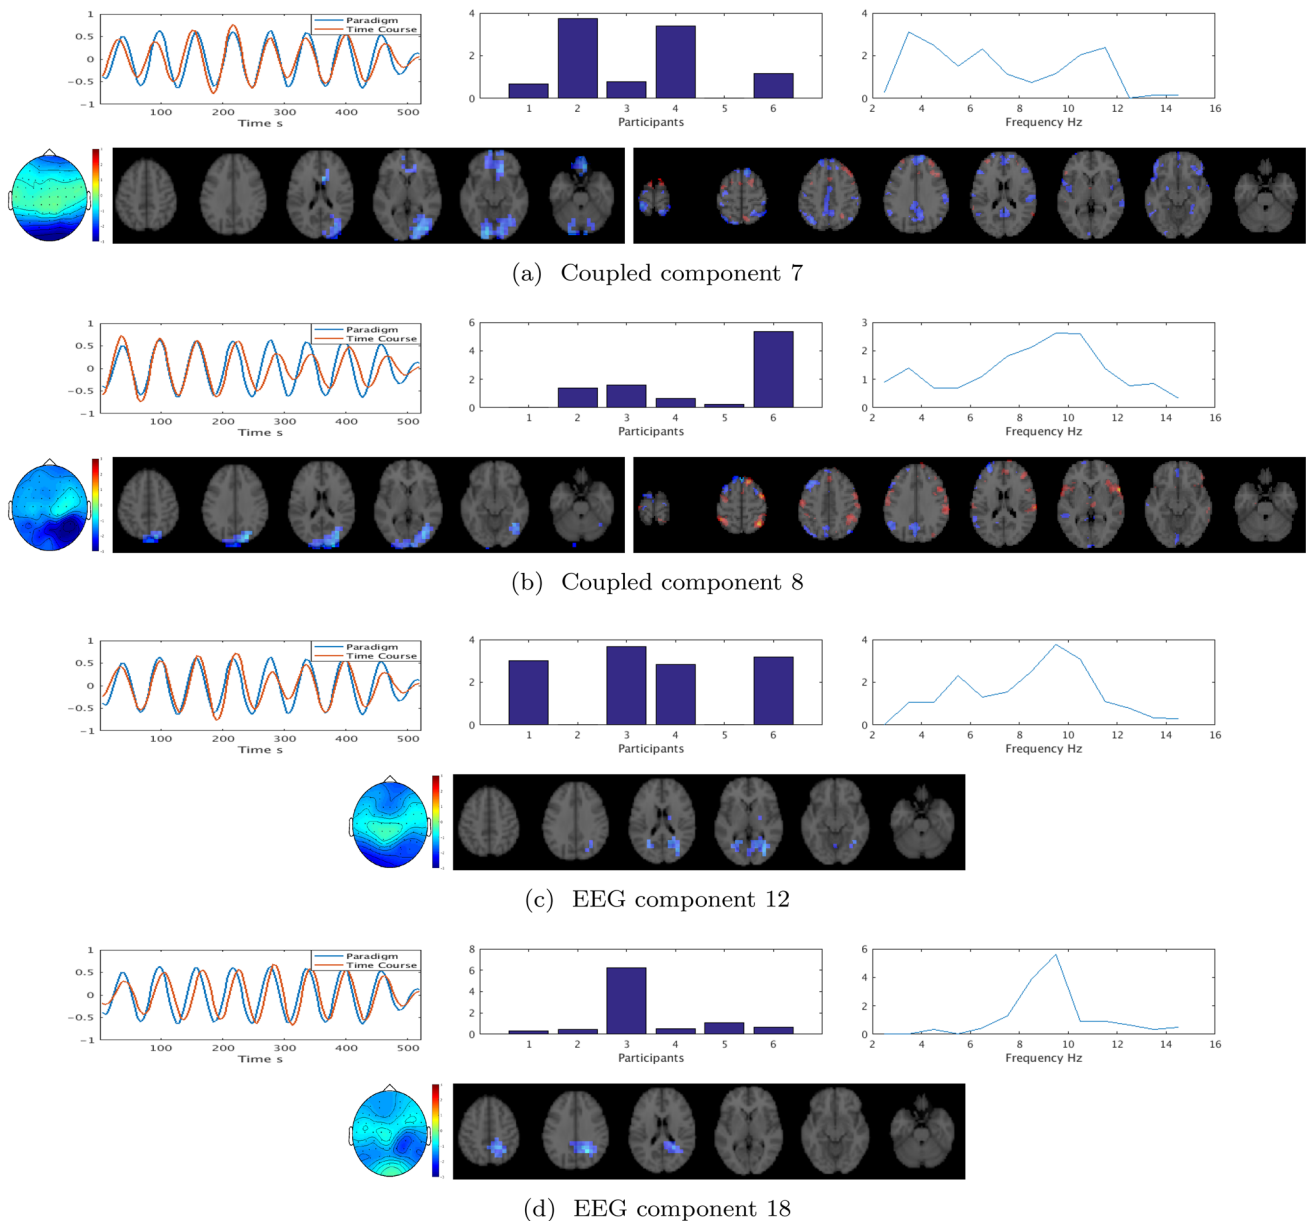 1
0.5
0
−0.5
−1
Paradigm
Time Course
100 200 300 400 500
Time s
4
2
0
1 2 3 4 5 6
Participants
4
2
0
2 4 6 8 10 12 14 16
Frequency Hz
(a) Coupled component 7
1
0.5
0
−0.5
−1
Paradigm
Time Course
100 200 300 400 500
Time s
6
4
2
0
1 2 3 4 5 6
Participants
3
2
1
0
2 4 6 8 10 12 14 16
Frequency Hz
(b) Coupled component 8
1
0.5
0
−0.5
−1
Paradigm
Time Course
100 200 300 400 500
Time s
4
2
0
1 2 3 4 5 6
Participants
4
2
0
2 4 6 8 10 12 14 16
Frequency Hz
(c) EEG component 12
1
0.5
0
−0.5
−1
Paradigm
Time Course
100 200 300 400 500
Time s
8
6
4
2
0
1 2 3 4 5 6
Participants
6
4
2
0
2 4 6 8 10 12 14 16
Frequency Hz
(d) EEG component 18